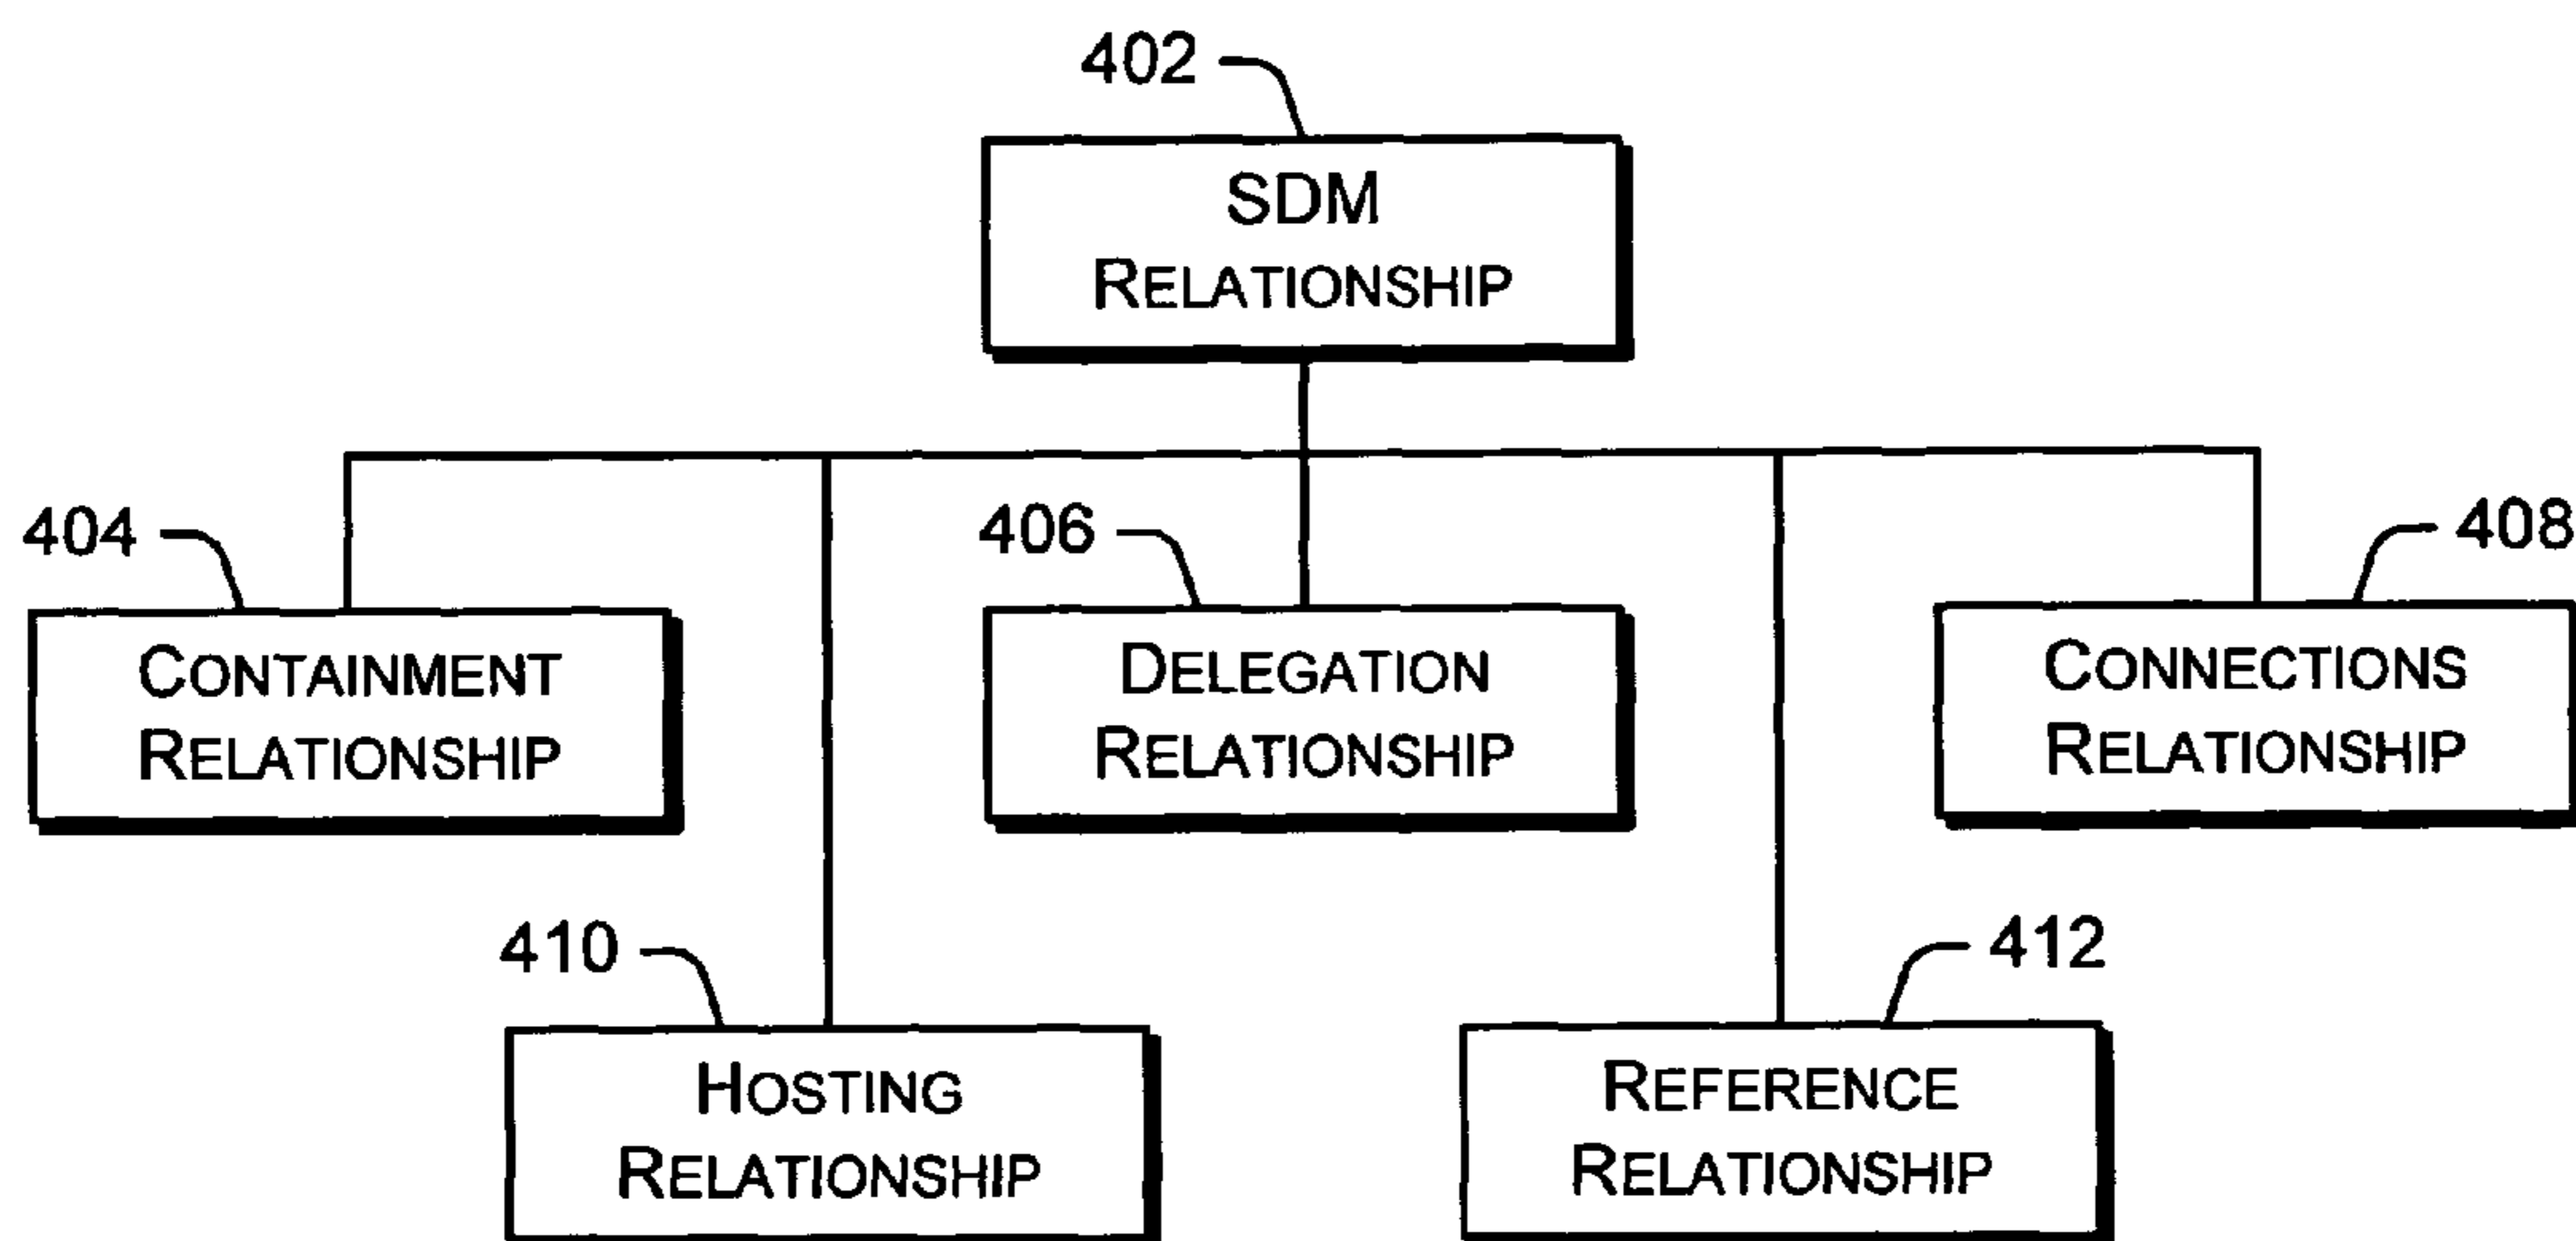 402
SDM
RELATIONSHIP
404
406
408
CONTAINMENT
RELATIONSHIP
DELEGATION
RELATIONSHIP
CONNECTIONS
RELATIONSHIP
410
412
HOSTING
RELATIONSHIP
REFERENCE
RELATIONSHIP